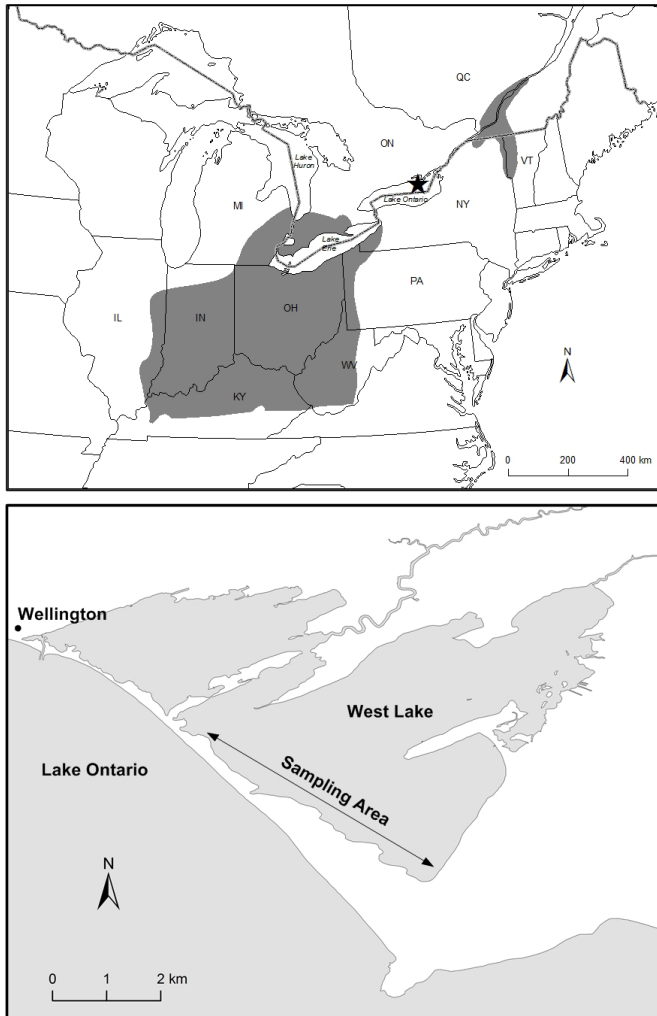 QC
ON
Lake
Huron
VT
MI
Lake Ontario
NY
Lake
Erie
PA
IL
IN
OH
WV
KY
N
0 200 400 km
Wellington
West Lake
Lake Ontario
Sampling Area
N
0 1 2 km